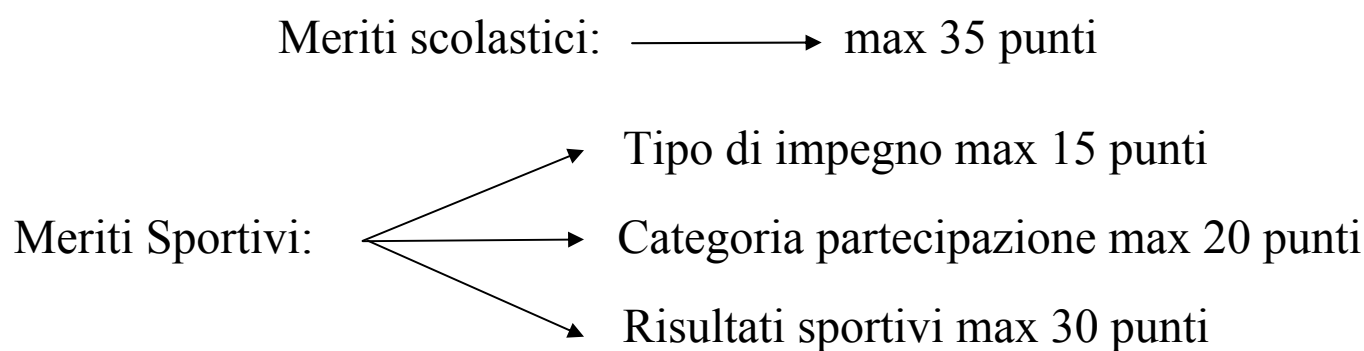 Meriti scolastici: max 35 punti
Tipo di impegno max 15 punti
Meriti Sportivi: Categoria partecipazione max 20 punti
Risultati sportivi max 30 punti